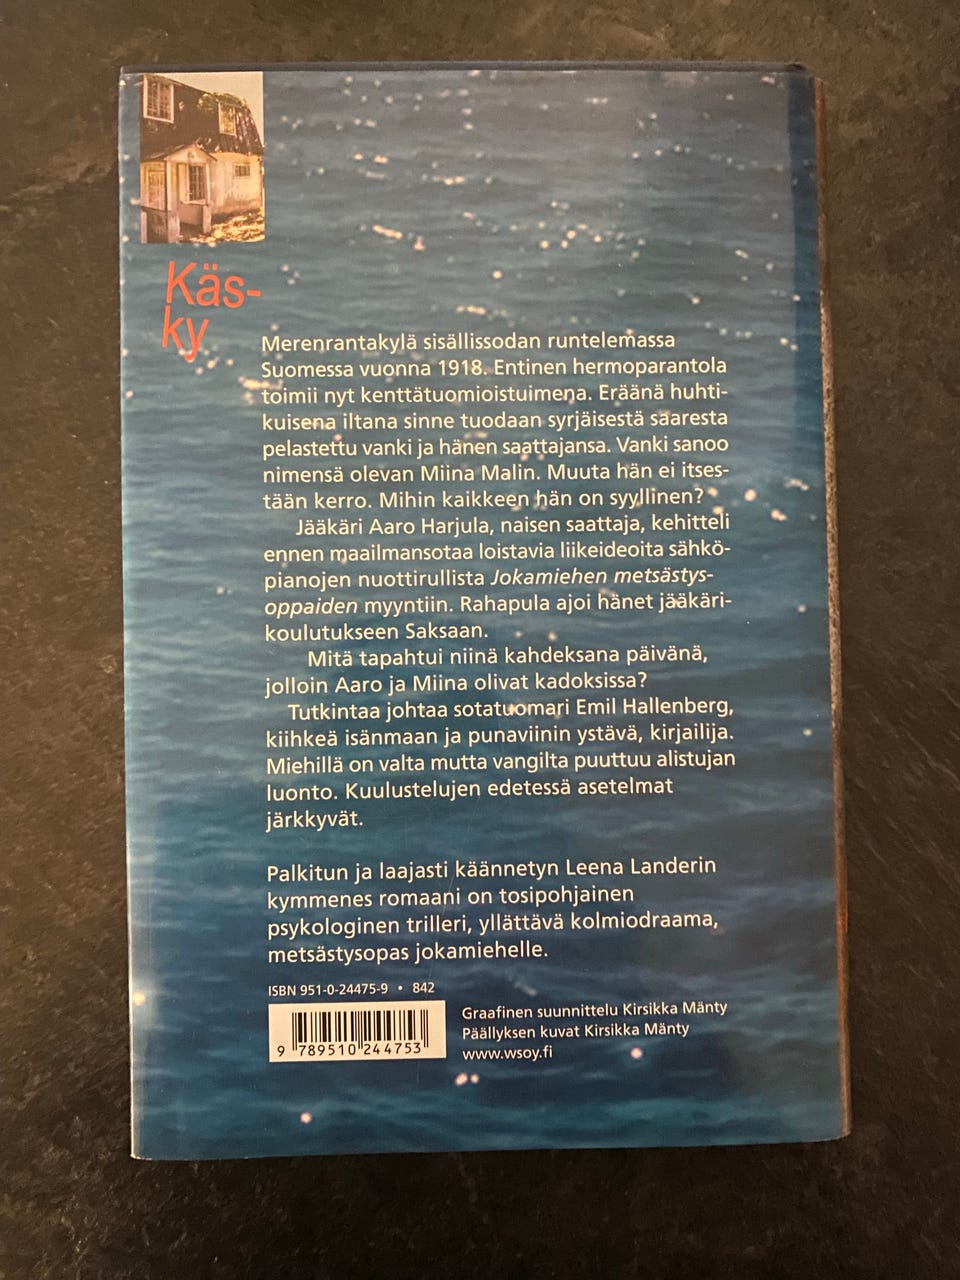 Käs-
ky
Merenrantakylä sisällissodan runtelemassa
Suomessa vuonna 1918. Entinen hermoparantola
toimii nyt kenttätuomioistuimena. Eräänä huhti-
kuisena iltana sinne tuodaan syrjäisestä saaresta
pelastettu vanki ja hänen saattajansa. Vanki sanoo
nimensä olevan Miina Malin. Muuta hän ei itses-
tään kerro. Mihin kaikkeen hän on syyllinen?
Jääkäri Aaro Harjula, naisen saattaja, kehitteli
ennen maailmansotaa loistavia liikeideoita sähkö-
pianojen nuottirullista Jokamiehen metsästys-
oppaiden myyntiin. Rahapula ajoi hänet jääkäri-
koulutukseen Saksaan.
Mitä tapahtui niinä kahdeksana päivänä,
jolloin Aaro ja Miina olivat kadoksissa?
Tutkintaa johtaa sotatuomari Emil Hallenberg,
kiihkeä isänmaan ja punaviinin ystävä, kirjailija.
Miehillä on valta mutta vangilta puuttuu alistujan
luonto. Kuulustelujen edetessä asetelmat
järkkyvät.
Palkitun ja laajasti käännetyn Leena Landerin
kymmenes romaani on tosipohjainen
psykologinen trilleri, yllättävä kolmiodraama,
metsästysopas jokamiehelle.
ISBN 951-0-24475-9 • 842
9 789510 244753
Graafinen suunnittelu Kirsikka Mänty
Päällyksen kuvat Kirsikka Mänty
www.wsoy.fi